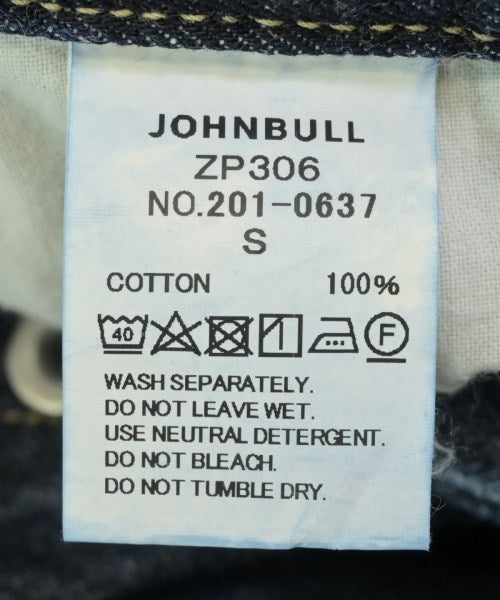 JOHNBULL
ZP306
NO.201-0637
S
COTTON 100%
40 F
WASH SEPARATELY.
DO NOT LEAVE WET.
USE NEUTRAL DETERGENT.
DO NOT BLEACH.
DO NOT TUMBLE DRY.